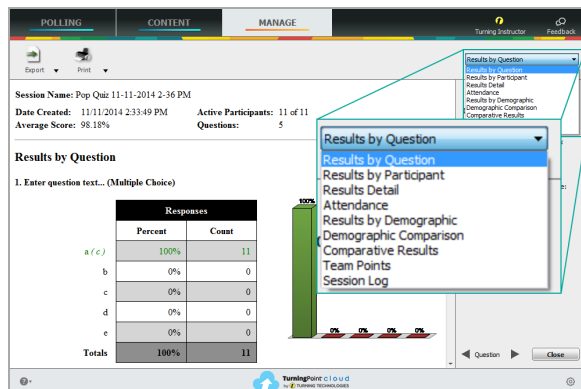 POLLING CONTENT MANAGE
Turning Instructor Feedback
Export Print
Results by Question
Results by Question
Results by Participant
Results Detail
Attendance
Results by Demographic
Demographic Comparison
Comparative Results
Session Name: Pop Quiz 11-11-2014 2-36 PM
Date Created: 11/11/2014 2:33:49 PM Active Participants: 11 of 11
Average Score: 98.18% Questions: 5
Results by Question
Results by Question
Results by Participant
Results Detail
Attendance
Results by Demographic
Demographic Comparison
Comparative Results
Team Points
Session Log
Results by Question
1. Enter question text... (Multiple Choice)
Responses
Percent Count
a (c) 100% 11
b 0% 0
c 0% 0
d 0% 0
e 0% 0
Totals 100% 11
100%
0% 0% 0% 0%
Question Close
TurningPoint cloud
by TURNING TECHNOLOGIES